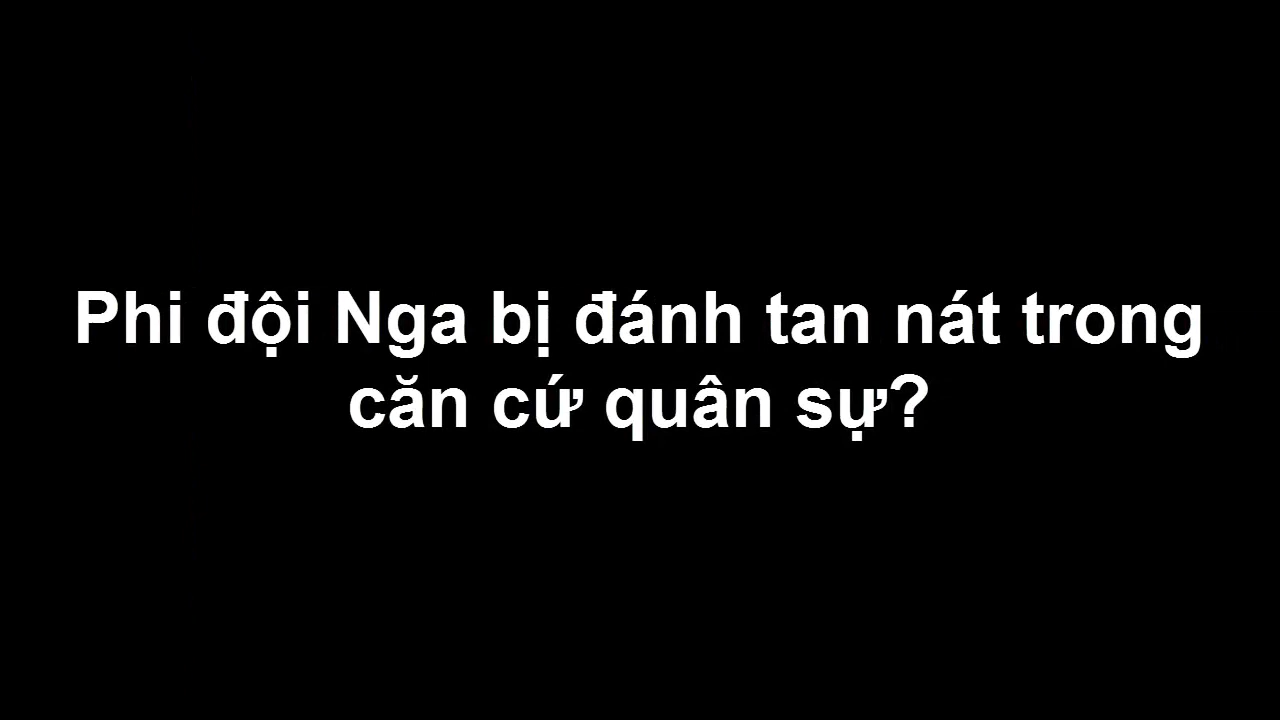 Phi đội Nga bị đánh tan nát trong
căn cứ quân sự?